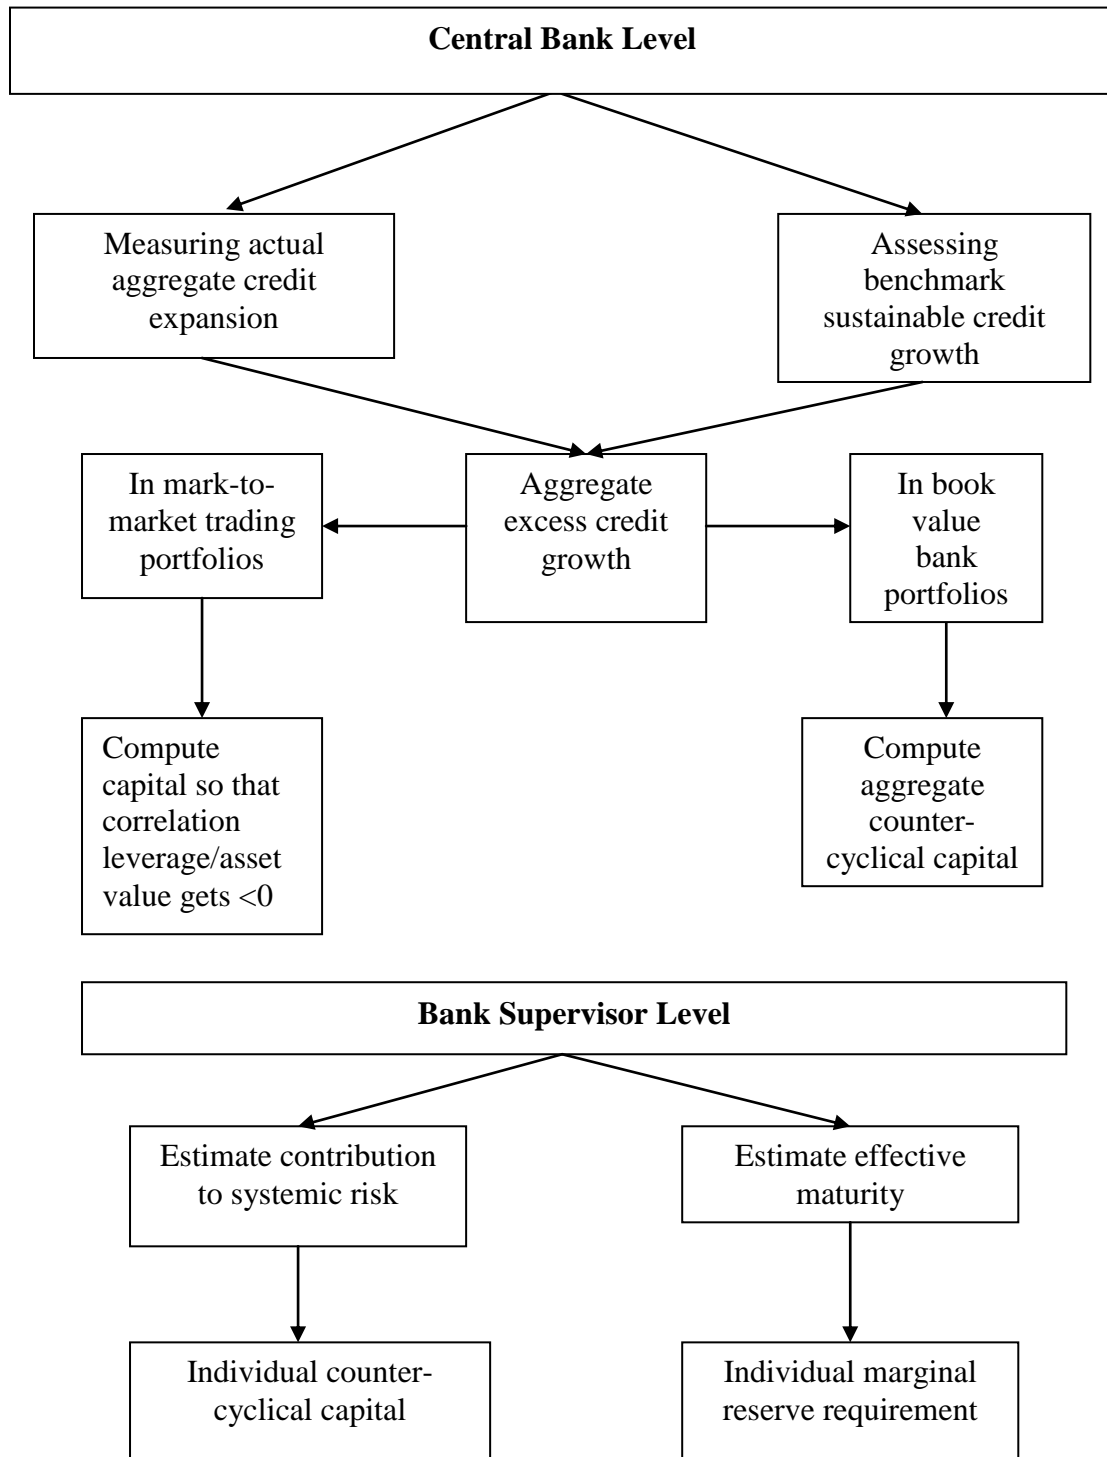 Central Bank Level
Measuring actual
aggregate credit
expansion
Assessing
benchmark
sustainable credit
growth
In mark-to-
market trading
portfolios
Aggregate
excess credit
growth
In book
value
bank
portfolios
Compute
capital so that
correlation
leverage/asset
value gets <0
Compute
aggregate
counter-
cyclical capital
Bank Supervisor Level
Estimate contribution
to systemic risk
Estimate effective
maturity
Individual counter-
cyclical capital
Individual marginal
reserve requirement